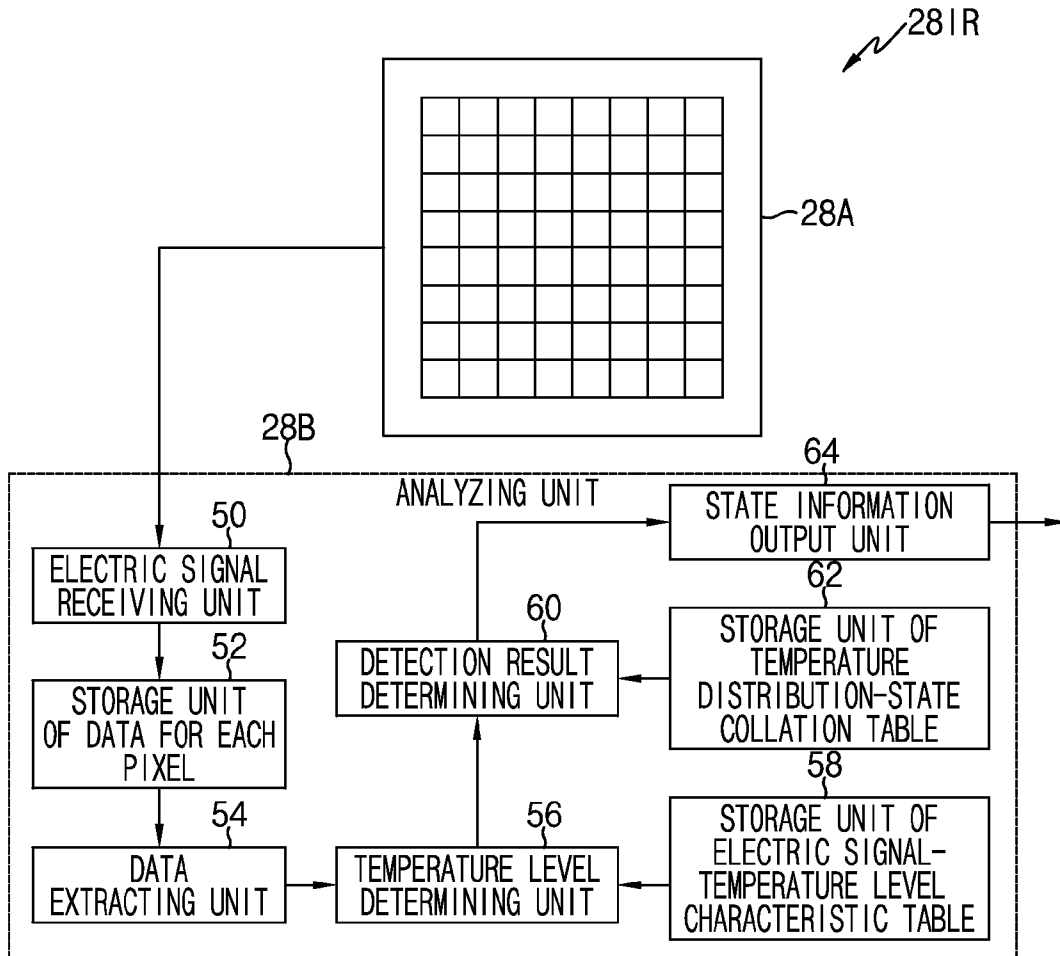 28IR
28A
28B
ANALYZING UNIT
64
STATE INFORMATION
OUTPUT UNIT
50
ELECTRIC SIGNAL
RECEIVING UNIT
62
STORAGE UNIT OF
TEMPERATURE
DISTRIBUTION-STATE
COLLATION TABLE
60
DETECTION RESULT
DETERMINING UNIT
52
STORAGE UNIT
OF DATA FOR EACH
PIXEL
58
STORAGE UNIT OF
ELECTRIC SIGNAL-
TEMPERATURE LEVEL
CHARACTERISTIC TABLE
54
DATA
EXTRACTING UNIT
56
TEMPERATURE LEVEL
DETERMINING UNIT